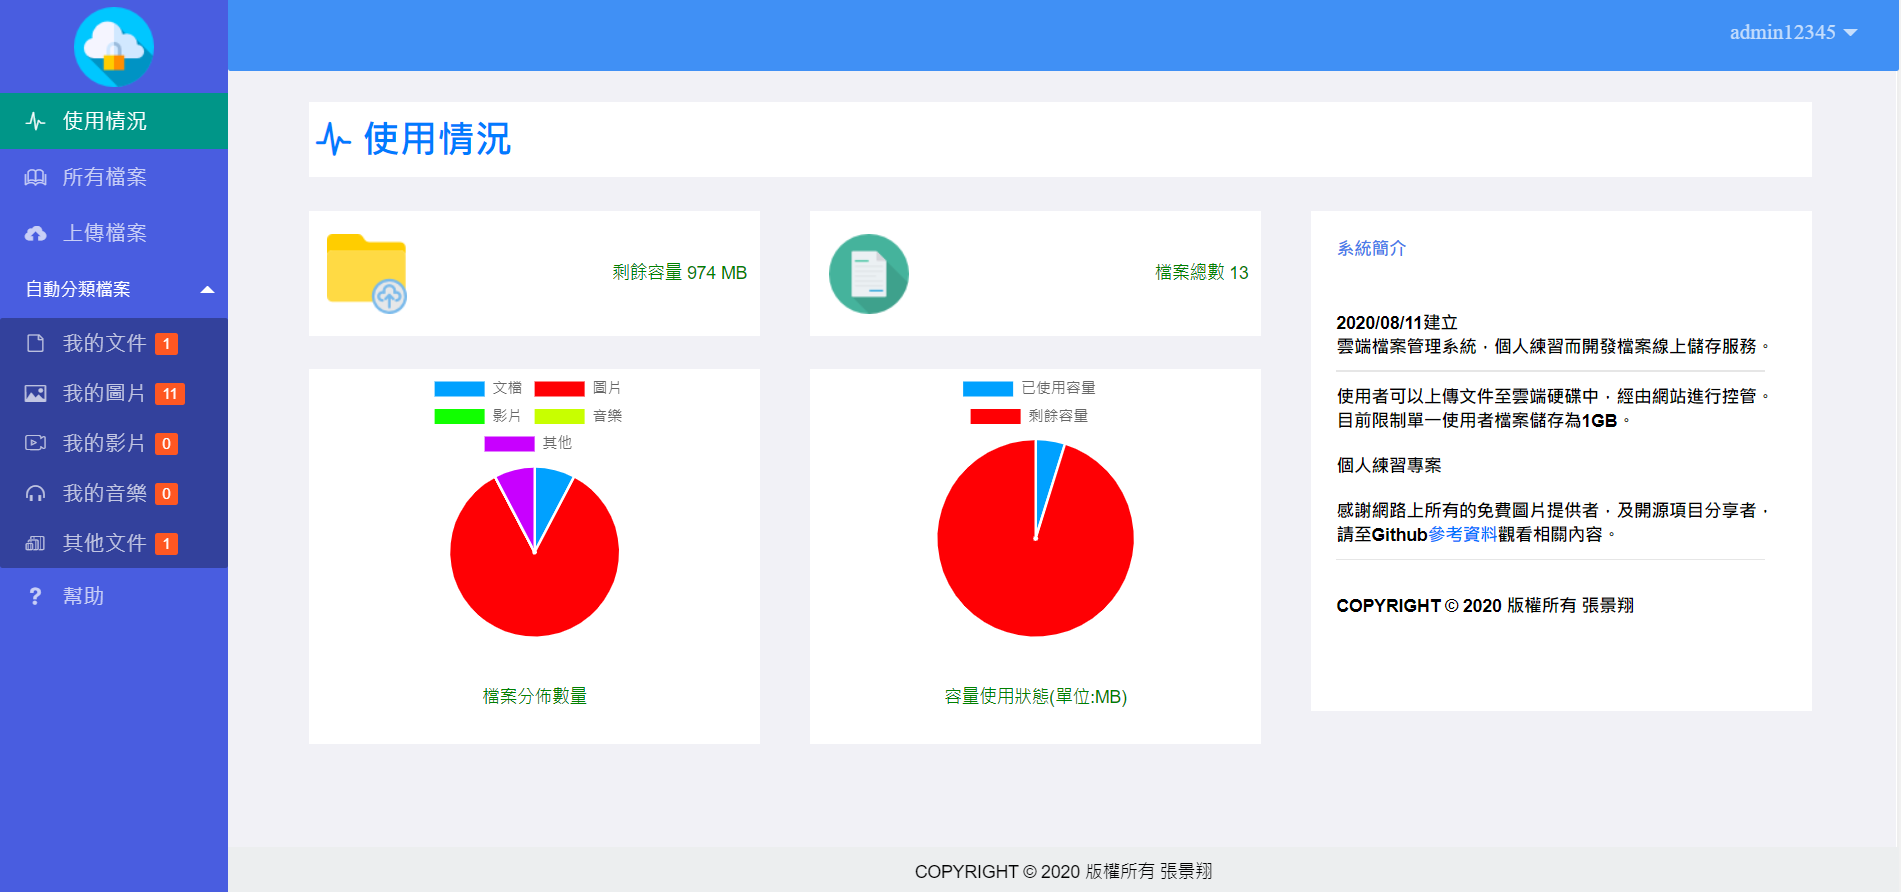 admin12345
使用情況
所有檔案
上傳檔案
自動分類檔案
我的文件 1
我的圖片 11
我的影片 0
我的音樂 0
其他文件 1
幫助
使用情況
剩餘容量 974 MB
檔案總數 13
文檔 圖片
影片 音樂
其他
檔案分佈數量
已使用容量
剩餘容量
容量使用狀態(單位:MB)
系統簡介
2020/08/11建立
雲端檔案管理系統，個人練習而開發檔案線上儲存服務。
使用者可以上傳文件至雲端硬碟中，經由網站進行控管。
目前限制單一使用者檔案儲存為1GB。
個人練習專案
感謝網路上所有的免費圖片提供者，及開源項目分享者，
請至Github參考資料觀看相關內容。
COPYRIGHT © 2020 版權所有 張景翔
COPYRIGHT © 2020 版權所有 張景翔